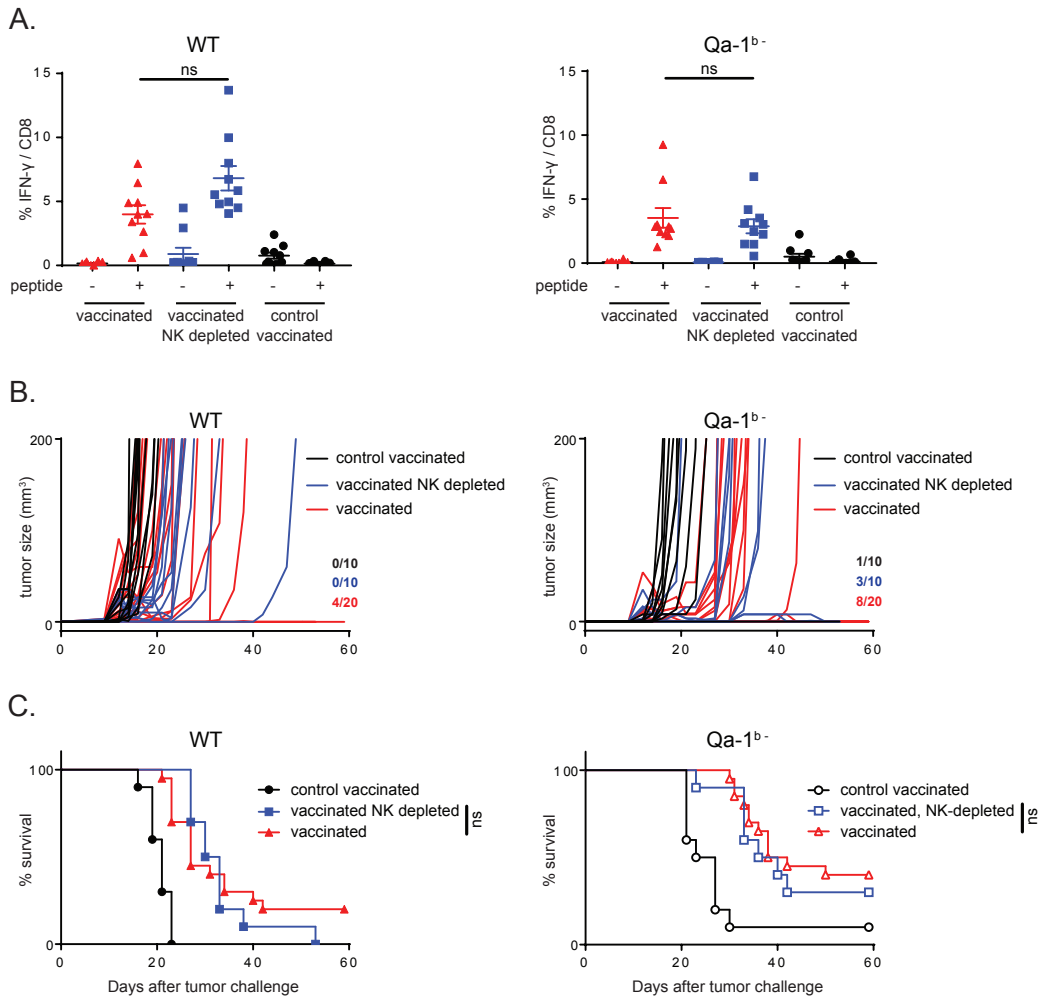 A.
WT
ns
15
10
5
0
% IFN-γ / CD8
peptide - + - + - +
vaccinated
vaccinated
NK depleted
control
vaccinated
Qa-1ᵇ⁻
ns
15
10
5
0
% IFN-γ / CD8
peptide - + - + - +
vaccinated
vaccinated
NK depleted
control
vaccinated
B.
WT
200
0
tumor size (mm³)
control vaccinated
vaccinated NK depleted
vaccinated
0/10
0/10
4/20
0 20 40 60
Qa-1ᵇ⁻
200
0
tumor size (mm³)
control vaccinated
vaccinated NK depleted
vaccinated
1/10
3/10
8/20
0 20 40 60
C.
WT
100
0
% survival
control vaccinated
vaccinated NK depleted
vaccinated
ns
0 20 40 60
Days after tumor challenge
Qa-1ᵇ⁻
100
0
% survival
control vaccinated
vaccinated, NK-depleted
vaccinated
ns
0 20 40 60
Days after tumor challenge